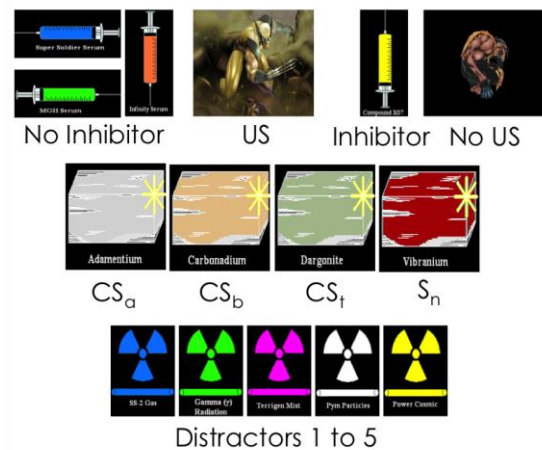 Super Soldier Serum
MGH Serum
Infinity Serum
Compound X07
No Inhibitor
US
Inhibitor
No US
Adamentium
Carbonadium
Dargonite
Vibranium
CSa
CSb
CSt
Sn
SS-2 Gas
Gamma (γ)
Radiation
Terrigen Mist
Pym Particles
Power Cosmic
Distractors 1 to 5